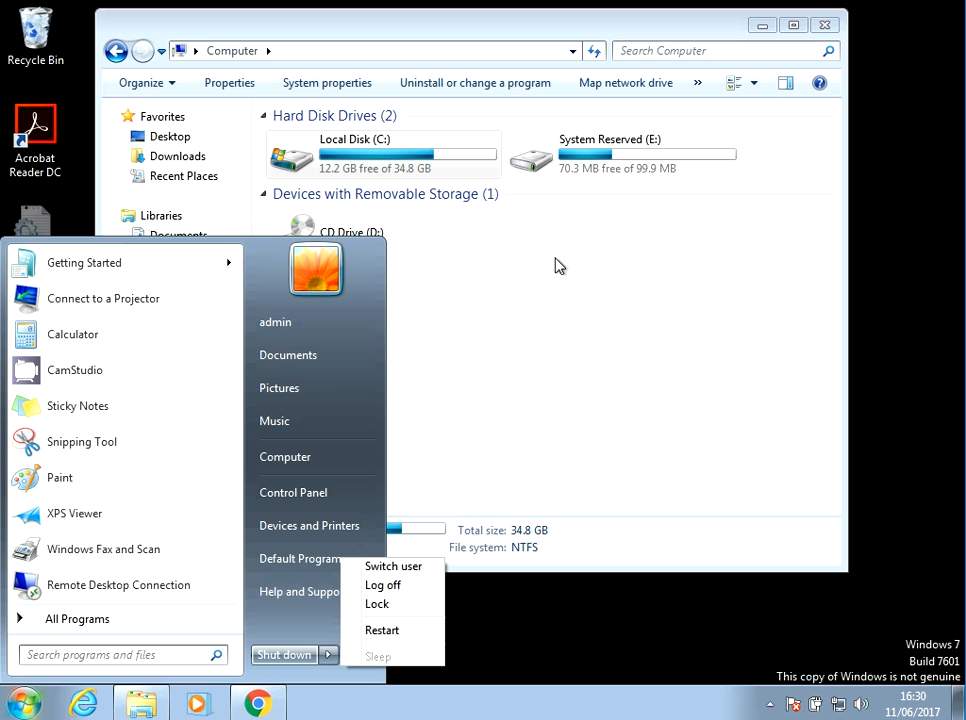 Recycle Bin
Acrobat
Reader DC
Computer
Search Computer
Organize
Properties
System properties
Uninstall or change a program
Map network drive
»
Favorites
Desktop
Downloads
Recent Places
Libraries
Documents
Hard Disk Drives (2)
Local Disk (C:)
12.2 GB free of 34.8 GB
System Reserved (E:)
70.3 MB free of 99.9 MB
Devices with Removable Storage (1)
CD Drive (D:)
Total size: 34.8 GB
File system: NTFS
Getting Started
Connect to a Projector
Calculator
CamStudio
Sticky Notes
Snipping Tool
Paint
XPS Viewer
Windows Fax and Scan
Remote Desktop Connection
All Programs
Search programs and files
admin
Documents
Pictures
Music
Computer
Control Panel
Devices and Printers
Default Program
Help and Suppo
Shut down
Switch user
Log off
Lock
Restart
Sleep
Windows 7
Build 7601
This copy of Windows is not genuine
16:30
11/06/2017